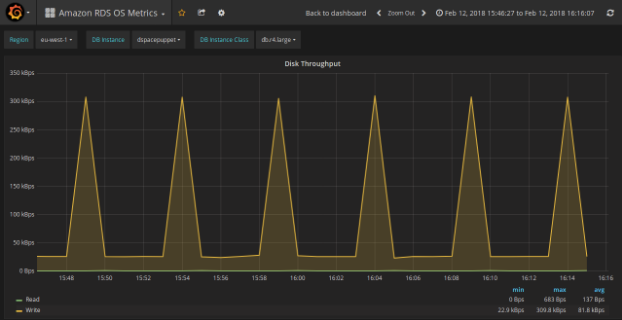 Amazon RDS OS Metrics
Back to dashboard
Zoom Out
Feb 12, 2018 15:46:27 to Feb 12, 2018 16:16:07
Region eu-west-1 DB Instance dspacepuppet DB Instance Class db.r4.large
Disk Throughput
350 kBps
300 kBps
250 kBps
200 kBps
150 kBps
100 kBps
50 kBps
0 Bps
15:48 15:50 15:52 15:54 15:56 15:58 16:00 16:02 16:04 16:06 16:08 16:10 16:12 16:14 16:16
min max avg
Read 0 Bps 683 Bps 137 Bps
Write 22.9 kBps 309.8 kBps 81.8 kBps